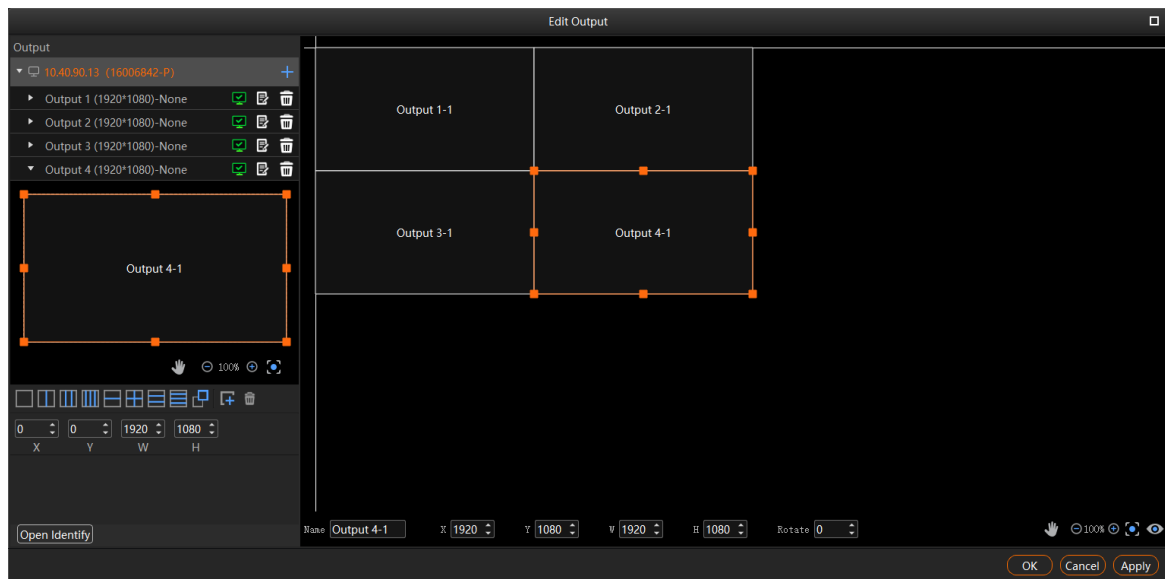 Edit Output
Output
10.40.90.13 (16006842-P)
Output 1 (1920*1080)-None
Output 2 (1920*1080)-None
Output 3 (1920*1080)-None
Output 4 (1920*1080)-None
Output 4-1
100%
0 0 1920 1080
X Y W H
Open Identify
Output 1-1 Output 2-1
Output 3-1 Output 4-1
Name Output 4-1 X 1920 Y 1080 W 1920 H 1080 Rotate 0 100%
OK Cancel Apply